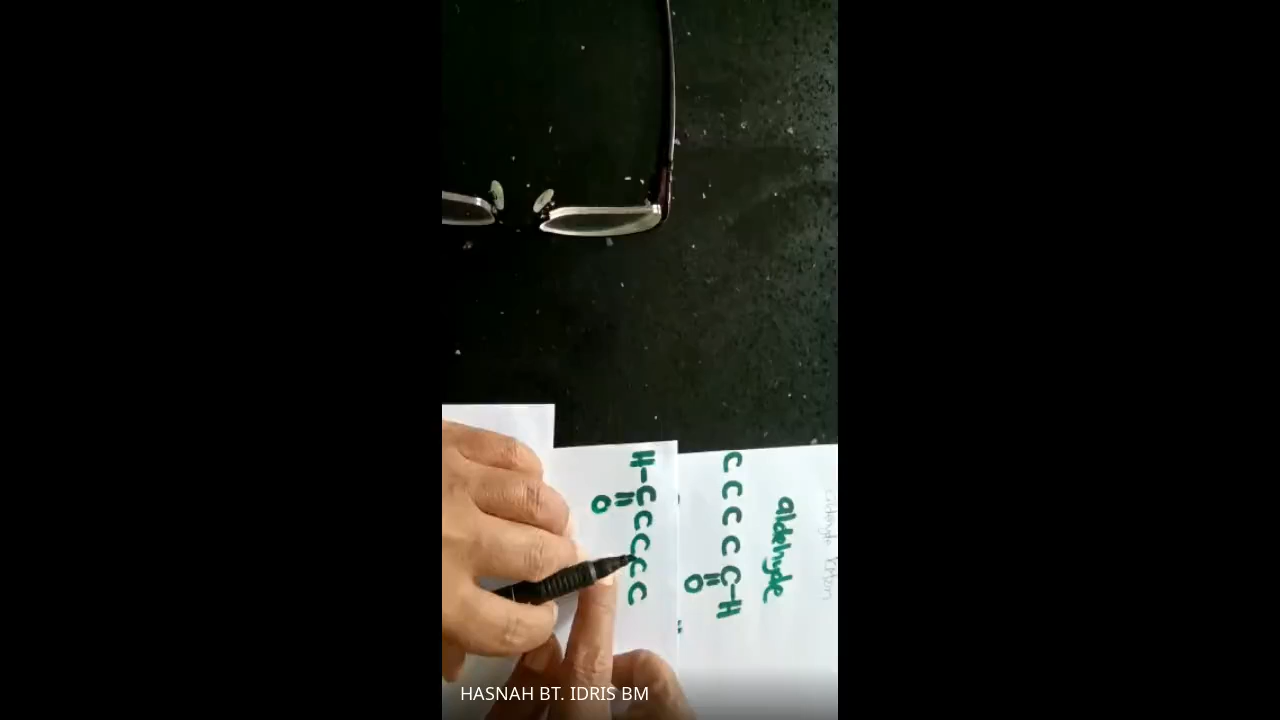 aldehyde
C C C C C-H
||
O
H-C C C C C
||
O
HASNAH BT. IDRIS BM